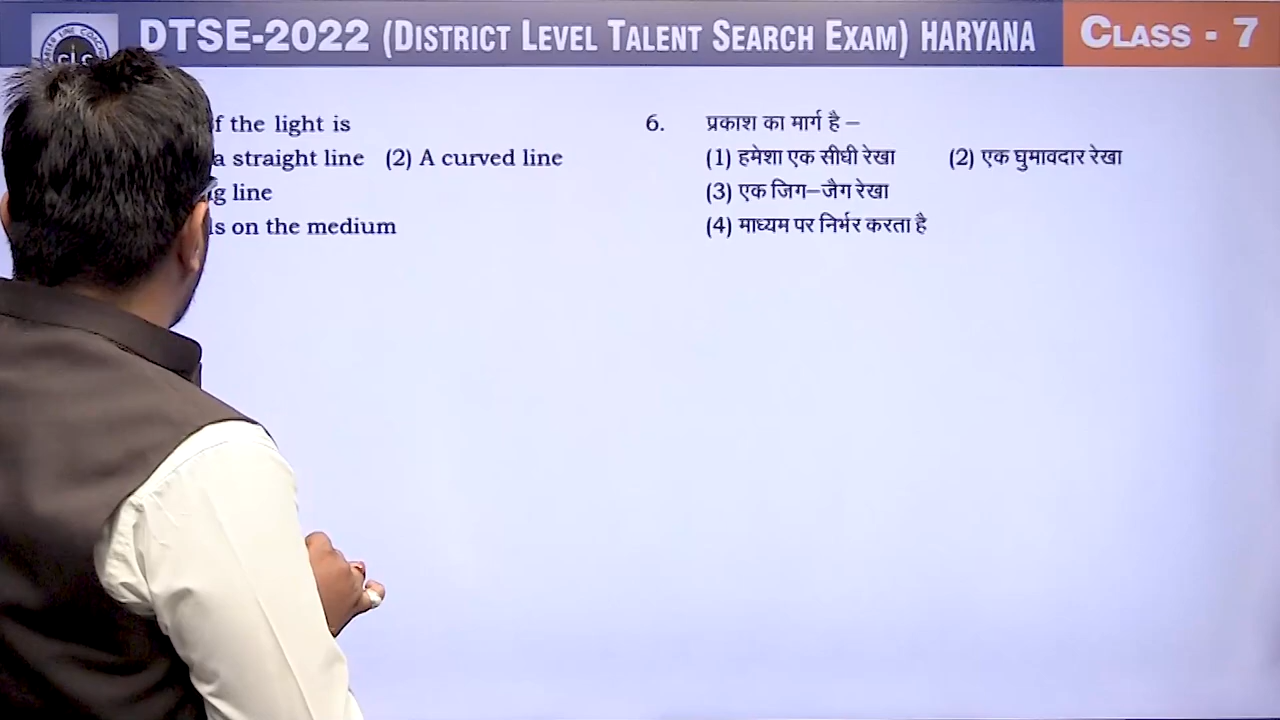 DTSE-2022 (DISTRICT LEVEL TALENT SEARCH EXAM) HARYANA
CLASS - 7
the light is
a straight line (2) A curved line
line
on the medium
6. प्रकाश का मार्ग है –
(1) हमेशा एक सीधी रेखा (2) एक घुमावदार रेखा
(3) एक जिग–जैग रेखा
(4) माध्यम पर निर्भर करता है